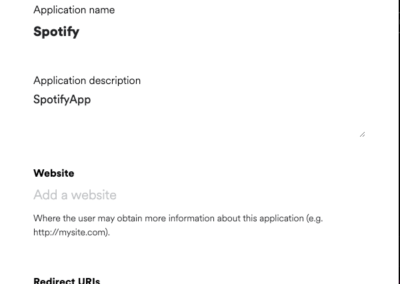 Application name
Spotify
Application description
SpotifyApp
Website
Add a website
Where the user may obtain more information about this application (e.g.
http://mysite.com).
Redirect URIs